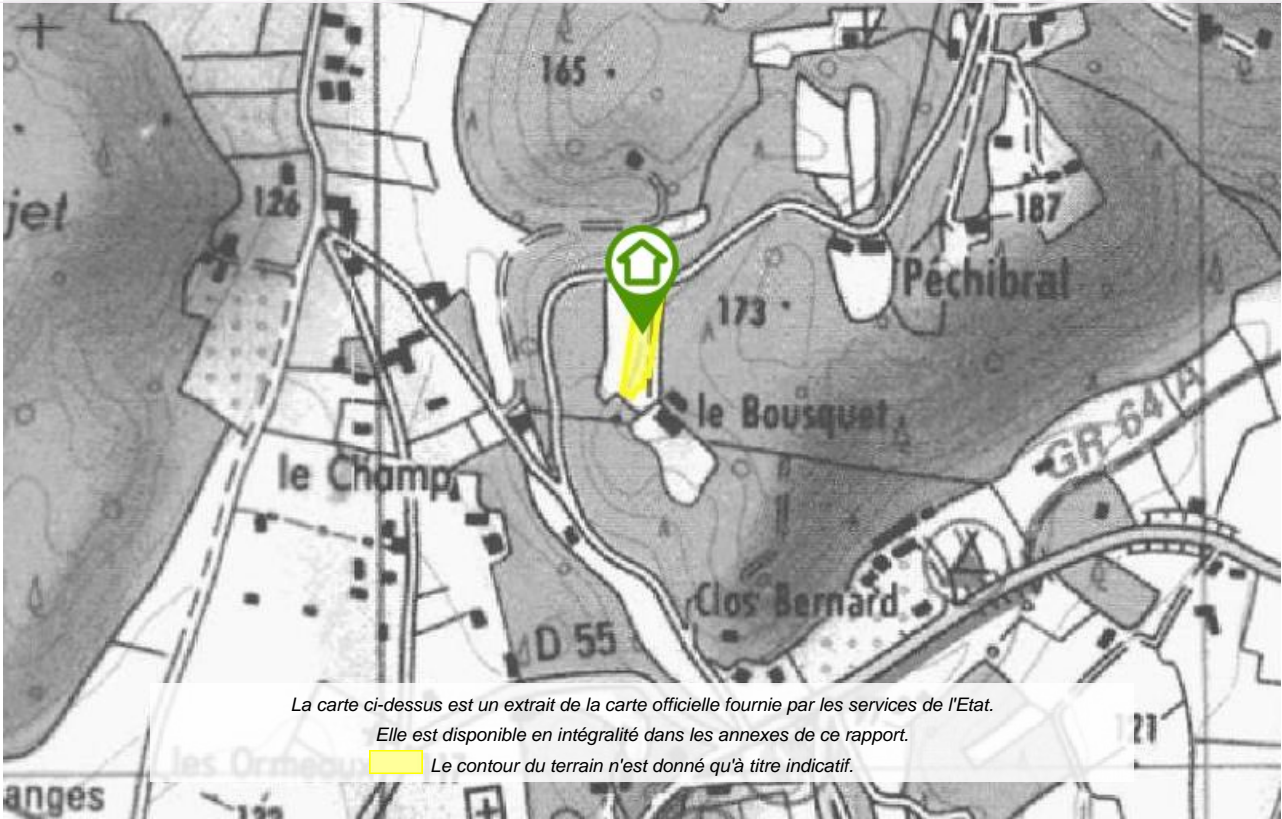 165
jet
126
187
Péchibral
173
le Bousquet
GR 64 A
le Champ
Clos Bernard
D 55
La carte ci-dessus est un extrait de la carte officielle fournie par les services de l'Etat.
Elle est disponible en intégralité dans les annexes de ce rapport.
121
les Ormeaux
Le contour du terrain n'est donné qu'à titre indicatif.
anges